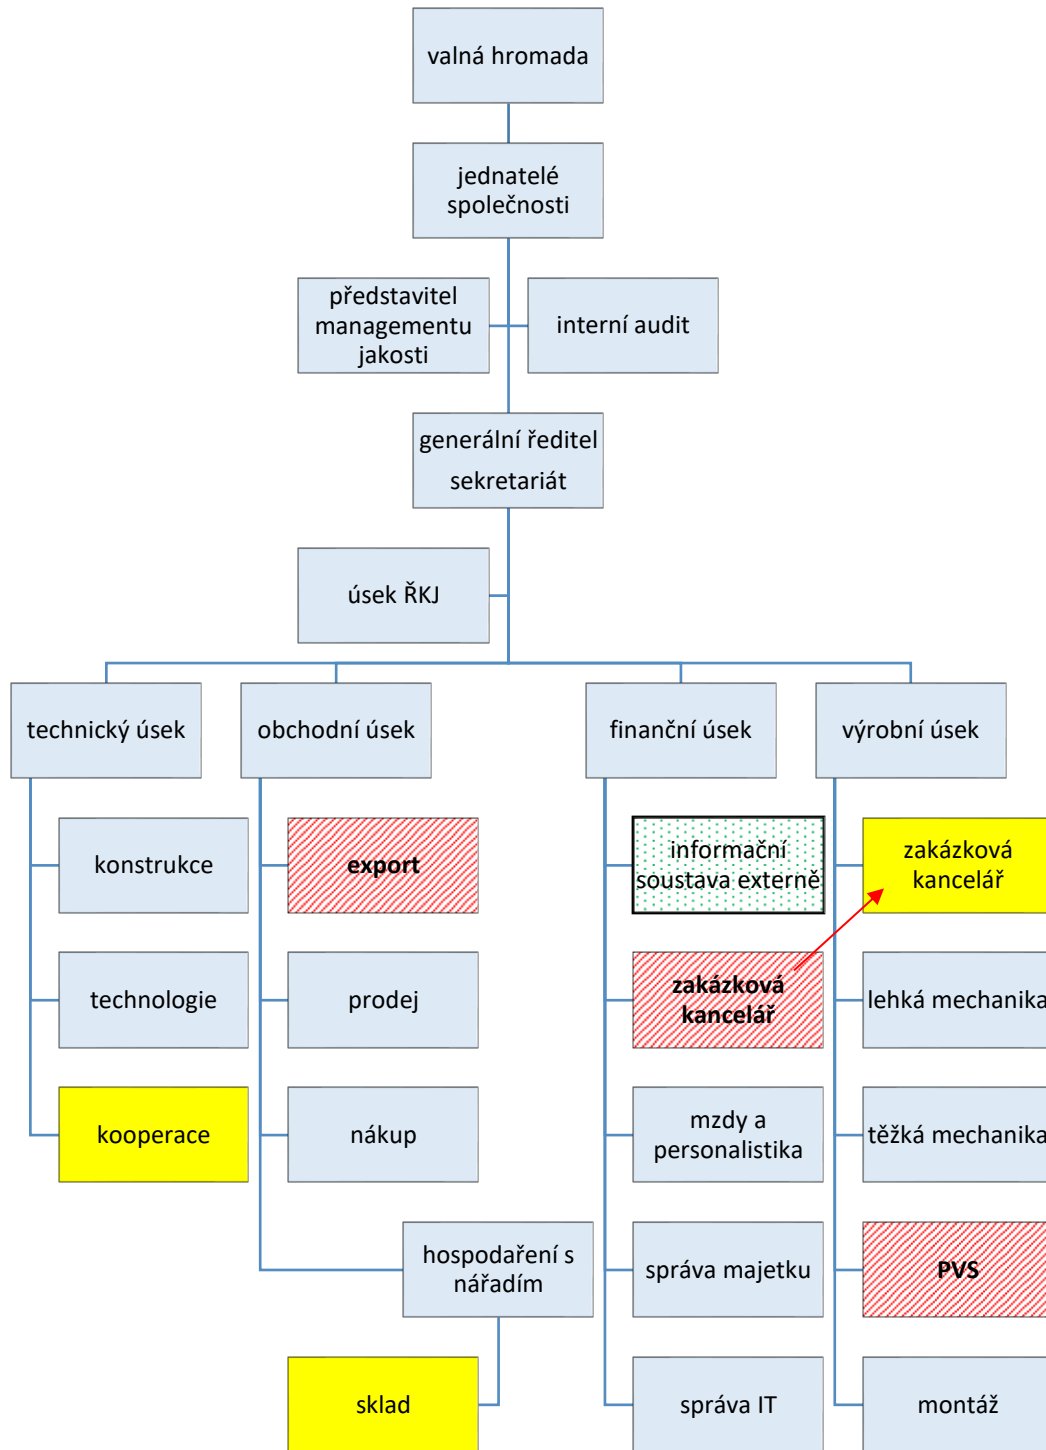 valná hromada
jednatelé
společnosti
představitel
managementu
jakosti
interní audit
generální ředitel
sekretariát
úsek ŘKJ
technický úsek
obchodní úsek
finanční úsek
výrobní úsek
konstrukce
export
informační
soustava externě
zakázková
kancelář
technologie
prodej
zakázková
kancelář
lehká mechanika
kooperace
nákup
mzdy a
personalistika
těžká mechanika
hospodaření s
nářadím
správa majetku
PVS
sklad
správa IT
montáž